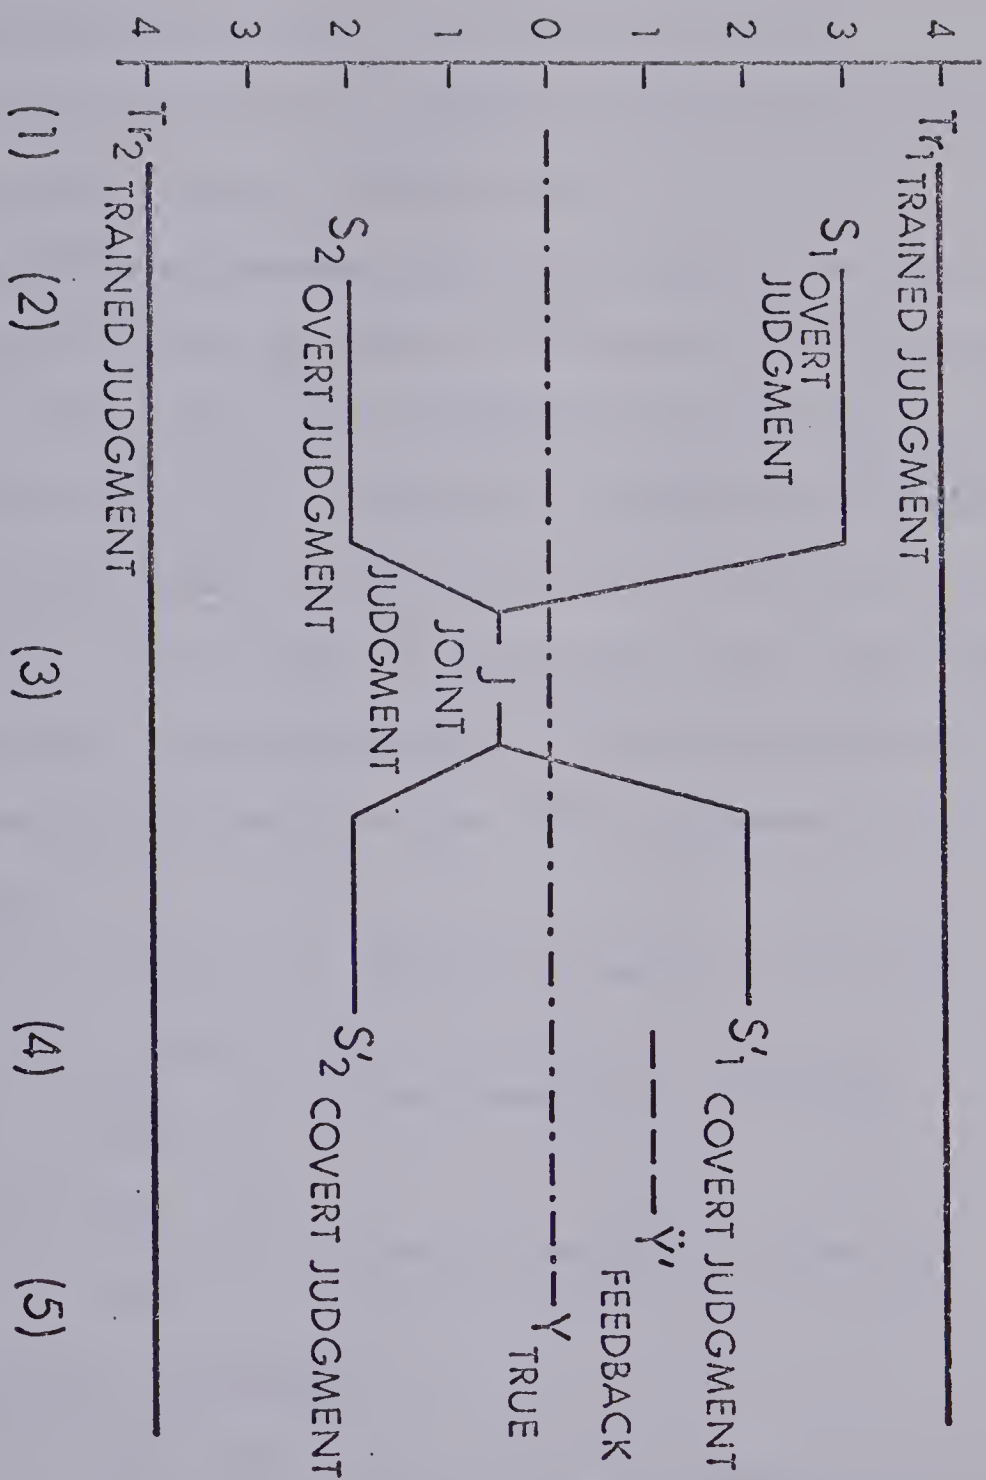 4
3
2
1
0
1
2
3
4
Tr₁ TRAINED JUDGMENT
S₁ OVERT
JUDGMENT
S'₁ COVERT JUDGMENT
Ÿ'
FEEDBACK
Y TRUE
J
JOINT
JUDGMENT
S₂ OVERT JUDGMENT
S'₂ COVERT JUDGMENT
Tr₂ TRAINED JUDGMENT
(1) (2) (3) (4) (5)